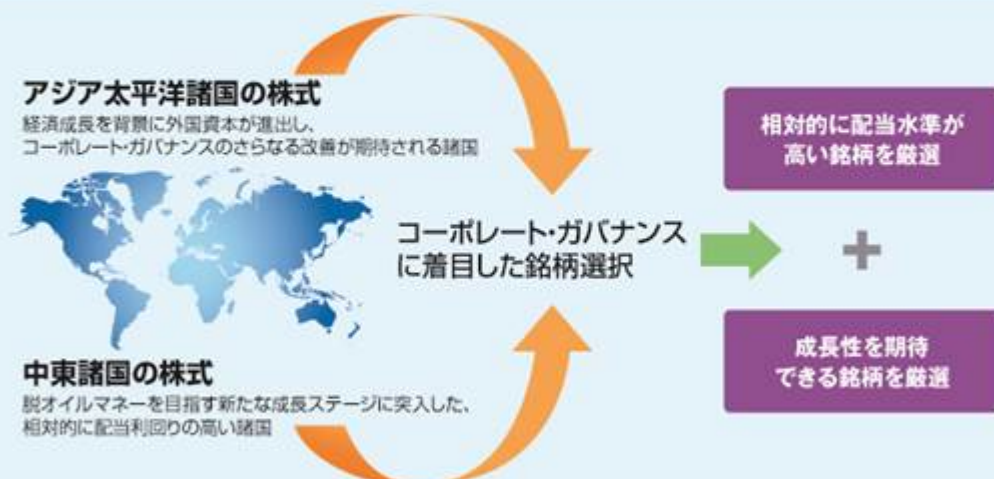 アジア太平洋諸国の株式
経済成長を背景に外国資本が進出し、
コーポレート・ガバナンスのさらなる改善が期待される諸国
コーポレート・ガバナンス
に着目した銘柄選択
中東諸国の株式
脱オイルマネーを目指す新たな成長ステージに突入した、
相対的に配当利回りの高い諸国
相対的に配当水準が
高い銘柄を厳選
+
成長性を期待
できる銘柄を厳選